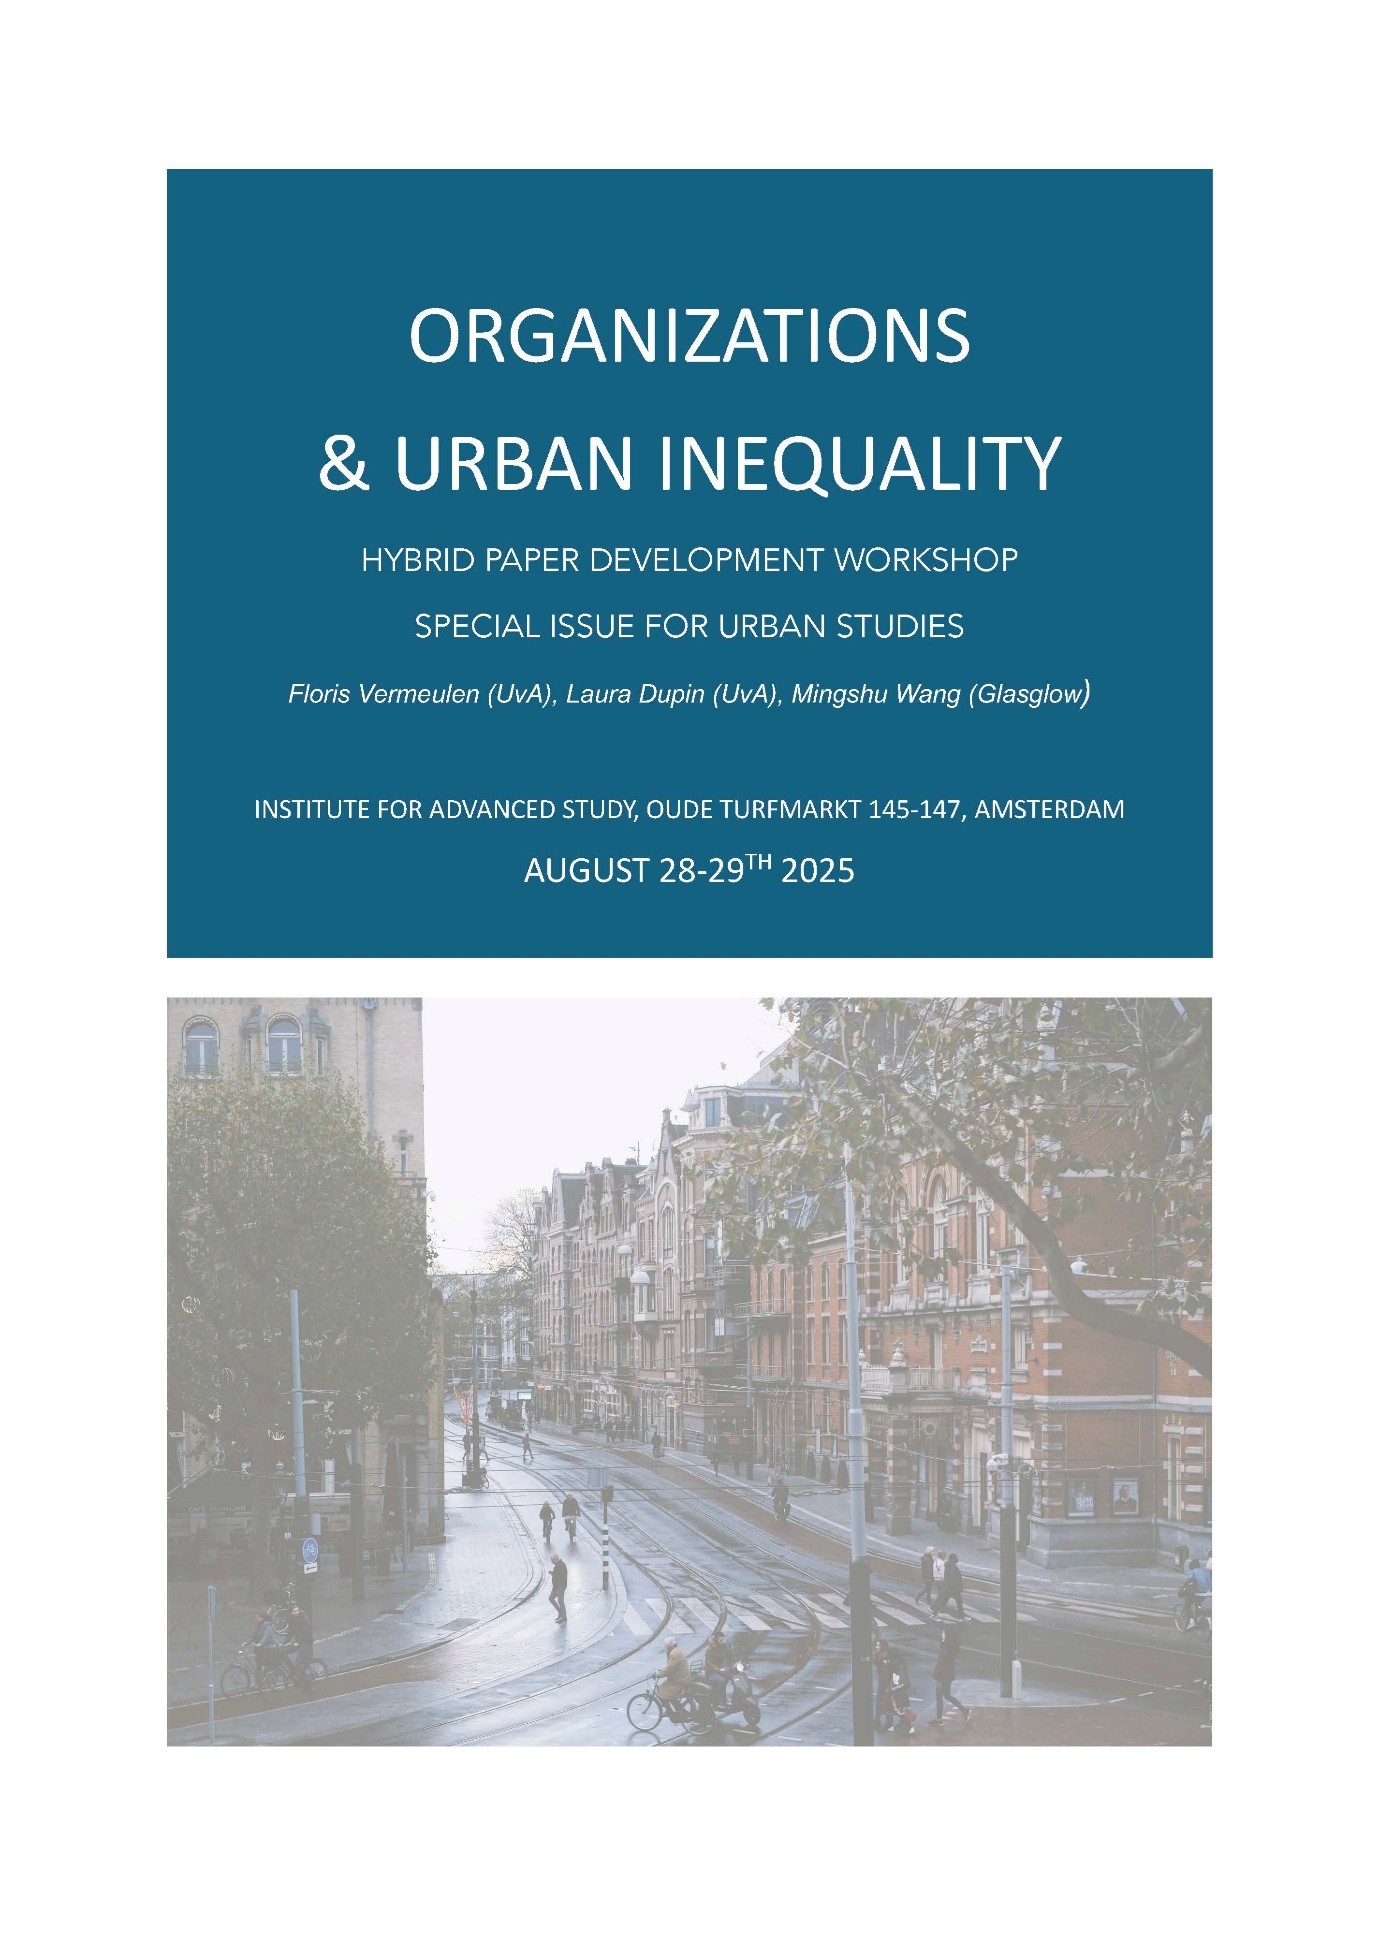 ORGANIZATIONS
& URBAN INEQUALITY
HYBRID PAPER DEVELOPMENT WORKSHOP
SPECIAL ISSUE FOR URBAN STUDIES
Floris Vermeulen (UvA), Laura Dupin (UvA), Mingshu Wang (Glasglow)
INSTITUTE FOR ADVANCED STUDY, OUDE TURFMARKT 145-147, AMSTERDAM
AUGUST 28-29TH 2025